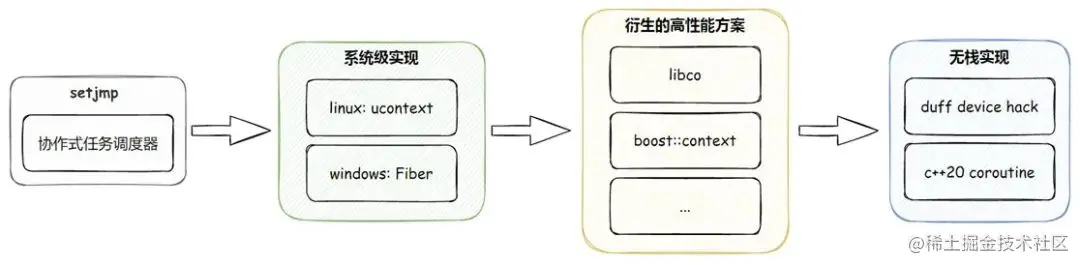 setjmp
协作式任务调度器
系统级实现
linux: ucontext
windows: Fiber
衍生的高性能方案
libco
boost::context
...
无栈实现
duff device hack
c++20 coroutine
@稀土掘金技术社区